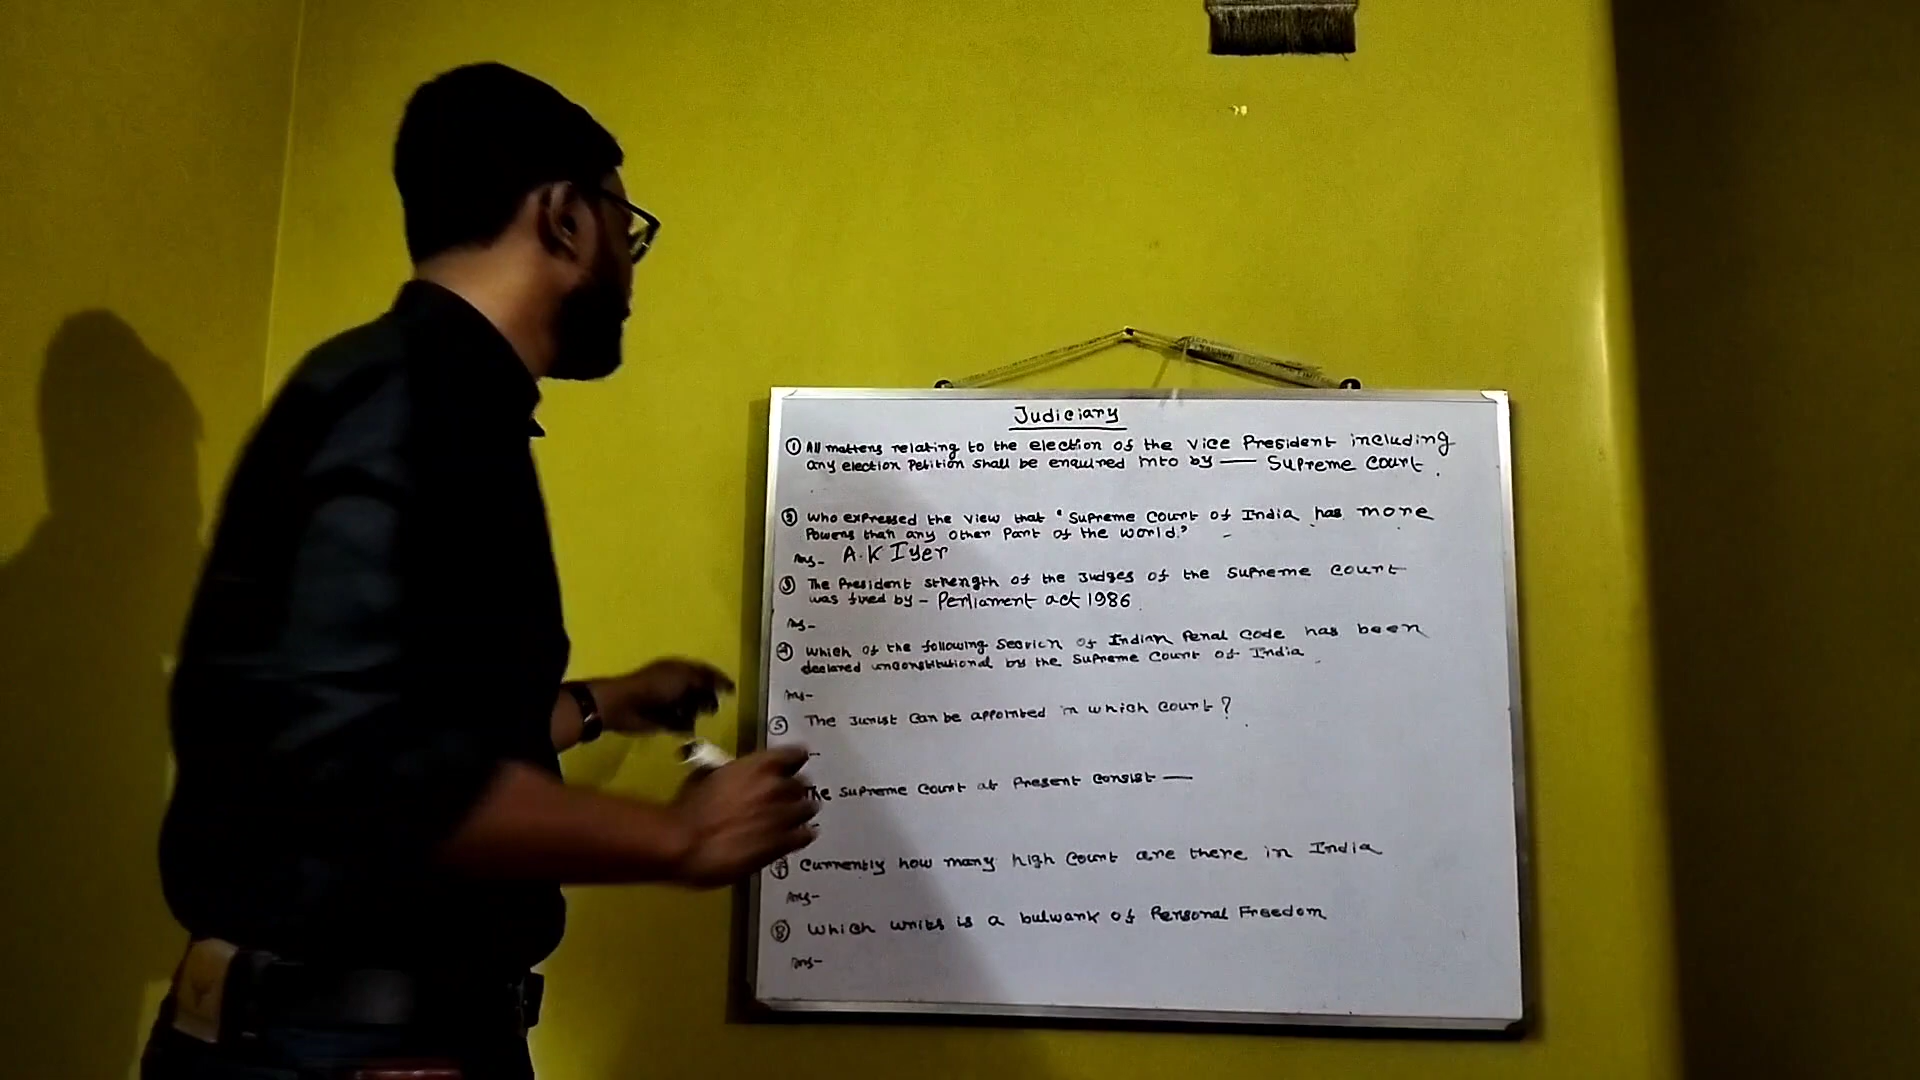 Judiciary
① All matters relating to the election of the Vice President including
any election Petition shall be enquired into by — Supreme Court.
② Who expressed the view that "Supreme Court of India has more
Powers than any other Part of the world."
Ans- A.K Iyer
③ The President strength of the Judges of the Supreme Court
was fixed by - Perliament act 1986
Ans-
④ Which of the following Of Indian Penal Code has been
declared unconstitutional by the Supreme Court of India
Ans-
⑤ The Jurist Can be appointed in which Court?
The Supreme Court at Present Consist —
⑦ Currently how many high Court are there in India
Ans-
⑧ Which writs is a bulwark of Personal Freedom
Ans-